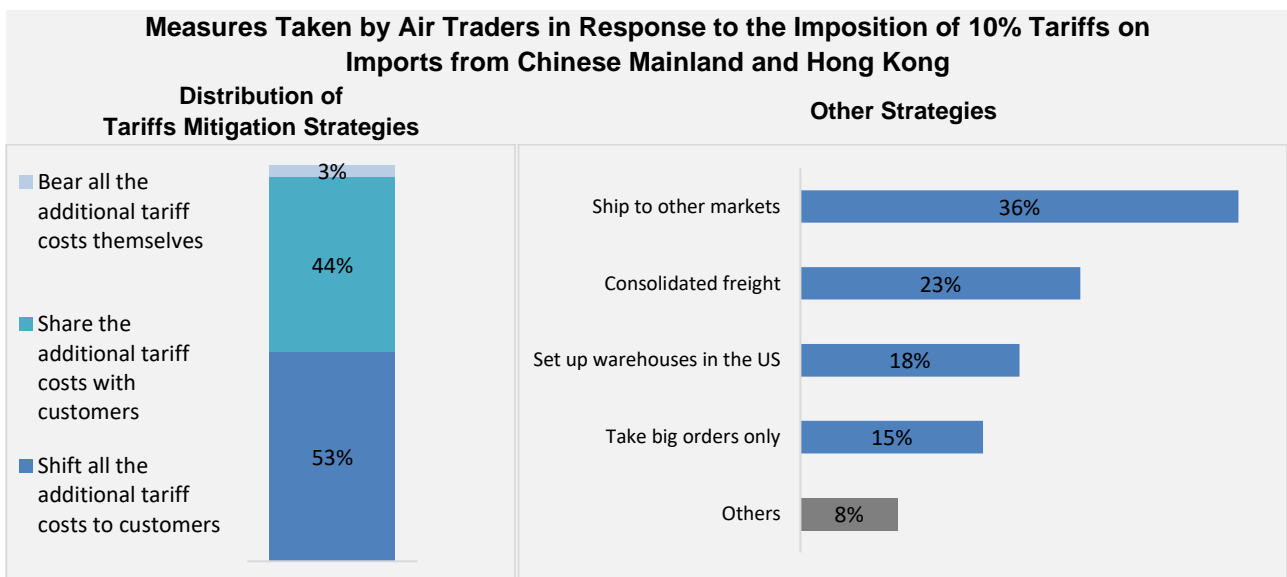 Measures Taken by Air Traders in Response to the Imposition of 10% Tariffs on
Imports from Chinese Mainland and Hong Kong
Distribution of
Tariffs Mitigation Strategies
Bear all the
additional tariff
costs themselves
Share the
additional tariff
costs with
customers
Shift all the
additional tariff
costs to customers
3%
44%
53%
Other Strategies
Ship to other markets
36%
Consolidated freight
23%
Set up warehouses in the US
18%
Take big orders only
15%
Others
8%